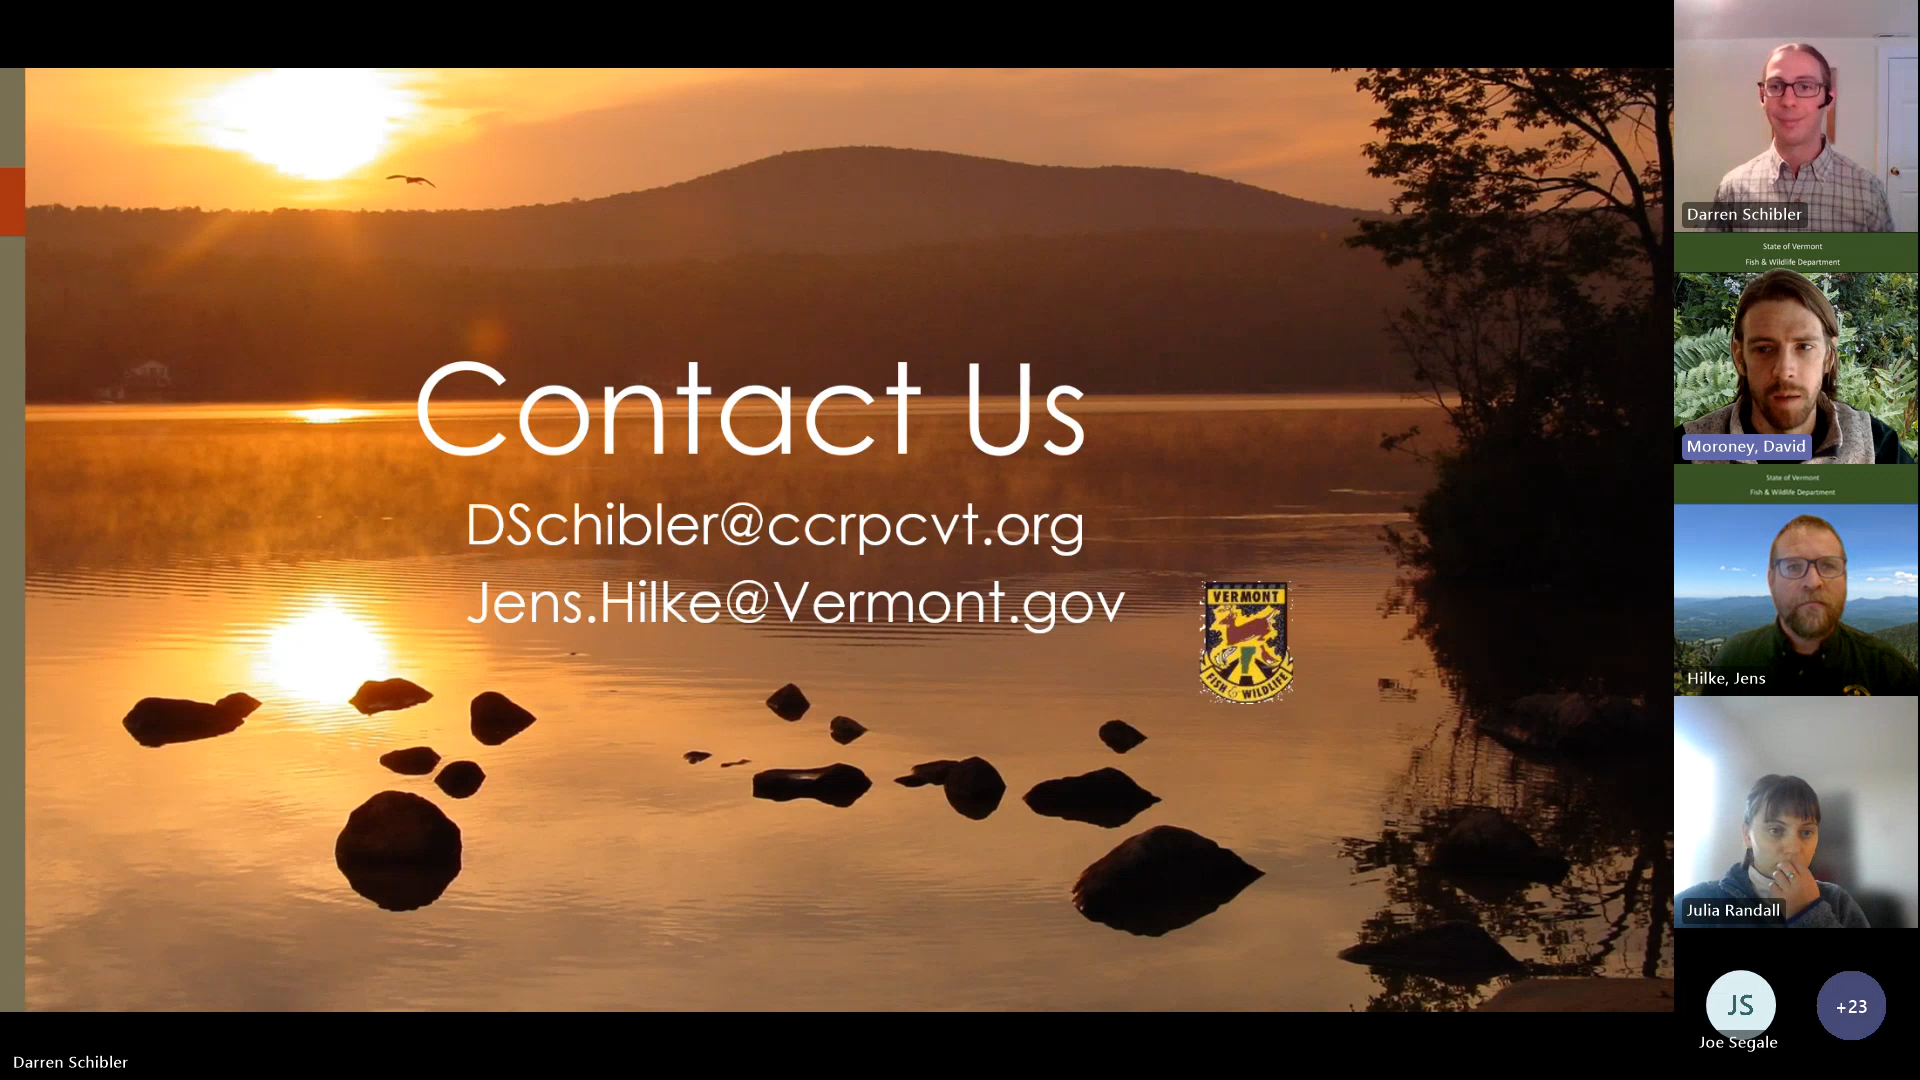 Contact Us
DSchibler@ccrpcvt.org
Jens.Hilke@Vermont.gov
VERMONT
FISH & WILDLIFE
Darren Schibler
State of Vermont
Fish & Wildlife Department
Moroney, David
State of Vermont
Fish & Wildlife Department
Hilke, Jens
Julia Randall
JS
Joe Segale
+23
Darren Schibler